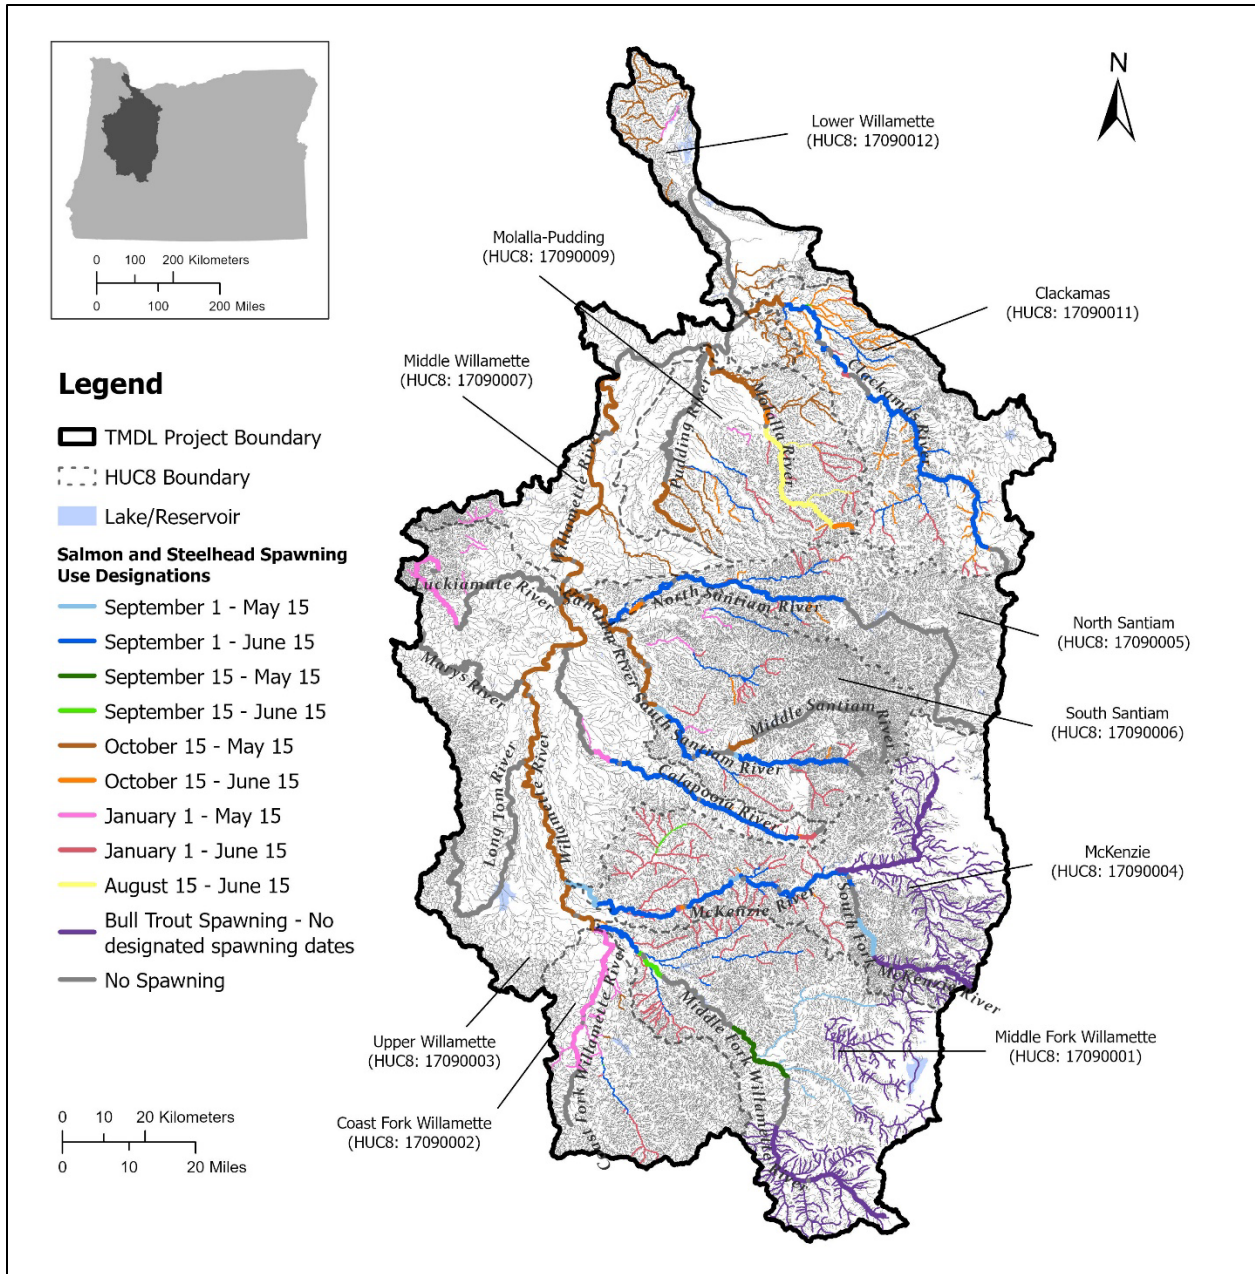 0 100 200 Kilometers
0 100 200 Miles
N
Lower Willamette
(HUC8: 17090012)
Molalla-Pudding
(HUC8: 17090009)
Clackamas
(HUC8: 17090011)
Middle Willamette
(HUC8: 17090007)
Legend
TMDL Project Boundary
HUC8 Boundary
Lake/Reservoir
Salmon and Steelhead Spawning
Use Designations
September 1 - May 15
September 1 - June 15
September 15 - May 15
September 15 - June 15
October 15 - May 15
October 15 - June 15
January 1 - May 15
January 1 - June 15
August 15 - June 15
Bull Trout Spawning - No
designated spawning dates
No Spawning
Clackamas River
Molalla River
Pudding River
Willamette River
Luckiamute River
Santiam River
North Santiam River
North Santiam
(HUC8: 17090005)
Marys River
South Santiam River
Middle Santiam River
South Santiam
(HUC8: 17090006)
Calapooia River
Long Tom River
Willamette River
McKenzie River
McKenzie
(HUC8: 17090004)
South Fork McKenzie River
Coast Fork Willamette River
Middle Fork Willamette River
Middle Fork Willamette
(HUC8: 17090001)
Upper Willamette
(HUC8: 17090003)
Coast Fork Willamette
(HUC8: 17090002)
0 10 20 Kilometers
0 10 20 Miles